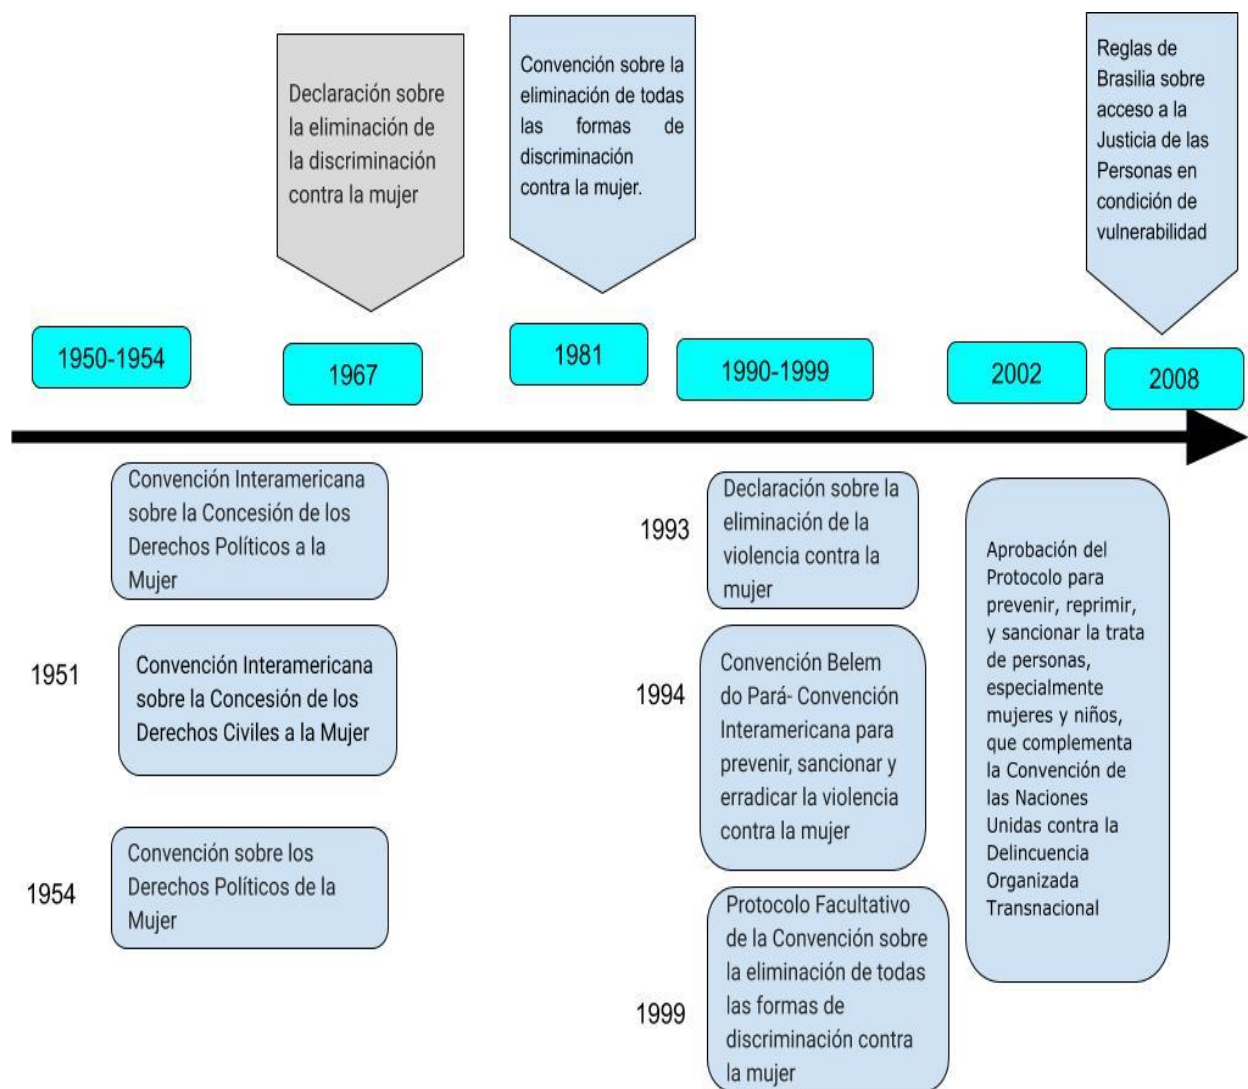 Declaración sobre
la eliminación de
la discriminación
contra la mujer
Convención sobre la
eliminación de todas
las formas de
discriminación
contra la mujer.
Reglas de
Brasilia sobre
acceso a la
Justicia de las
Personas en
condición de
vulnerabilidad
1950-1954
1967
1981
1990-1999
2002
2008
Convención Interamericana
sobre la Concesión de los
Derechos Políticos a la
Mujer
1951
Convención Interamericana
sobre la Concesión de los
Derechos Civiles a la Mujer
1954
Convención sobre los
Derechos Políticos de la
Mujer
1993
Declaración sobre la
eliminación de la
violencia contra la
mujer
1994
Convención Belem
do Pará- Convención
Interamericana para
prevenir, sancionar y
erradicar la violencia
contra la mujer
1999
Protocolo Facultativo
de la Convención sobre
la eliminación de todas
las formas de
discriminación contra
la mujer
Aprobación del
Protocolo para
prevenir, reprimir,
y sancionar la trata
de personas,
especialmente
mujeres y niños,
que complementa
la Convención de
las Naciones
Unidas contra la
Delincuencia
Organizada
Transnacional